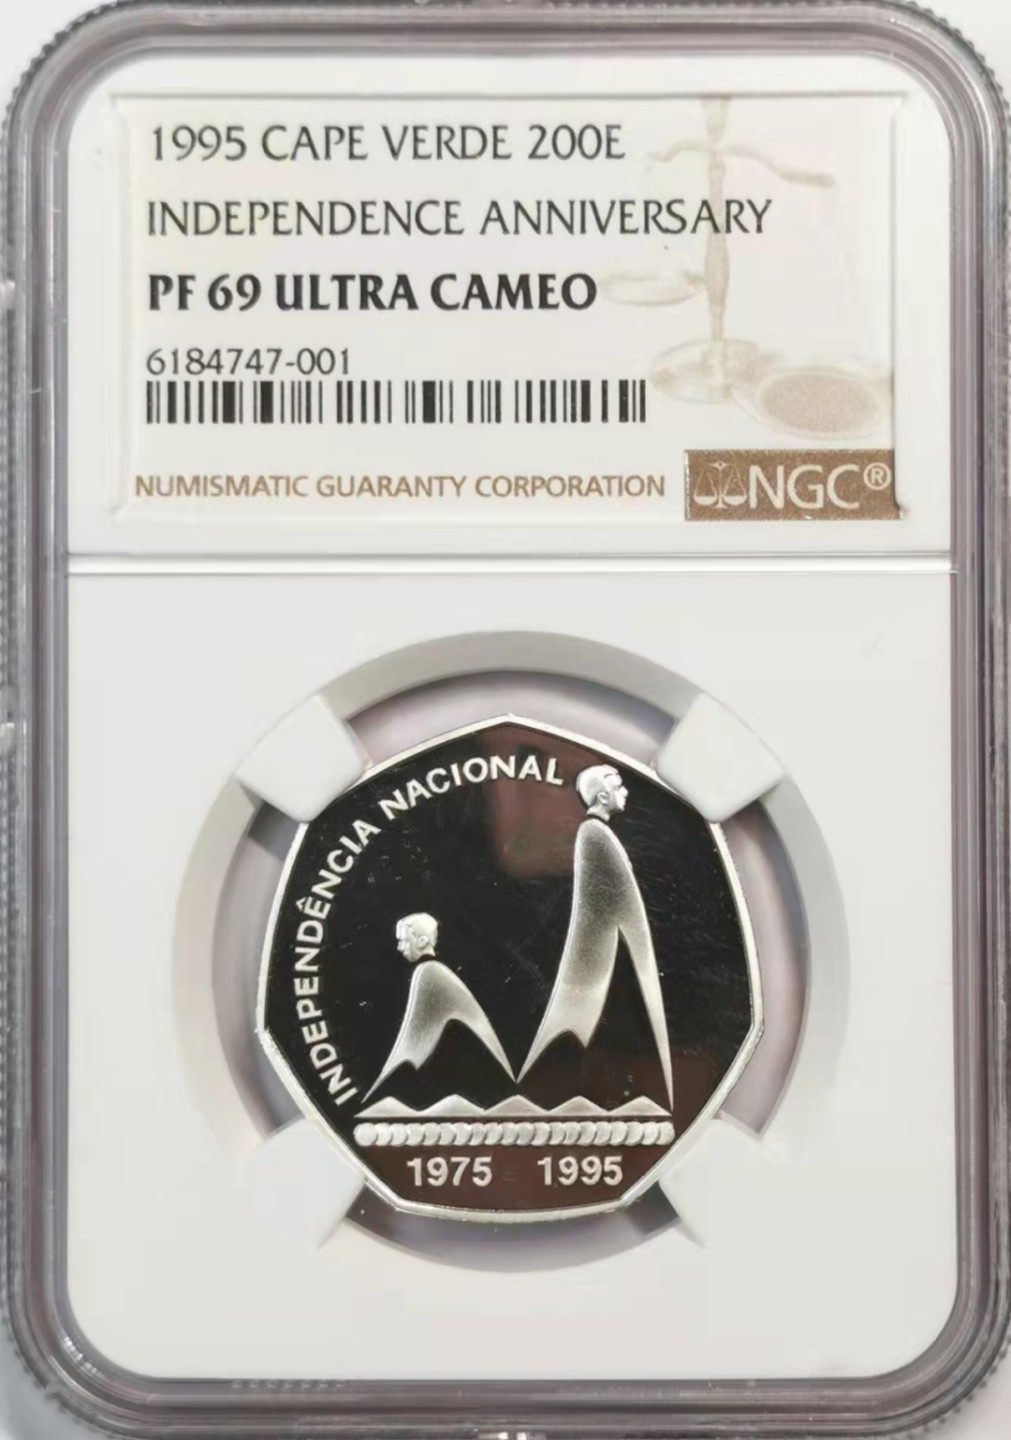 1995 CAPE VERDE 200E
INDEPENDENCE ANNIVERSARY
PF 69 ULTRA CAMEO
6184747-001
NUMISMATIC GUARANTY CORPORATION
NGC®
INDEPENDÊNCIA NACIONAL
1975 1995